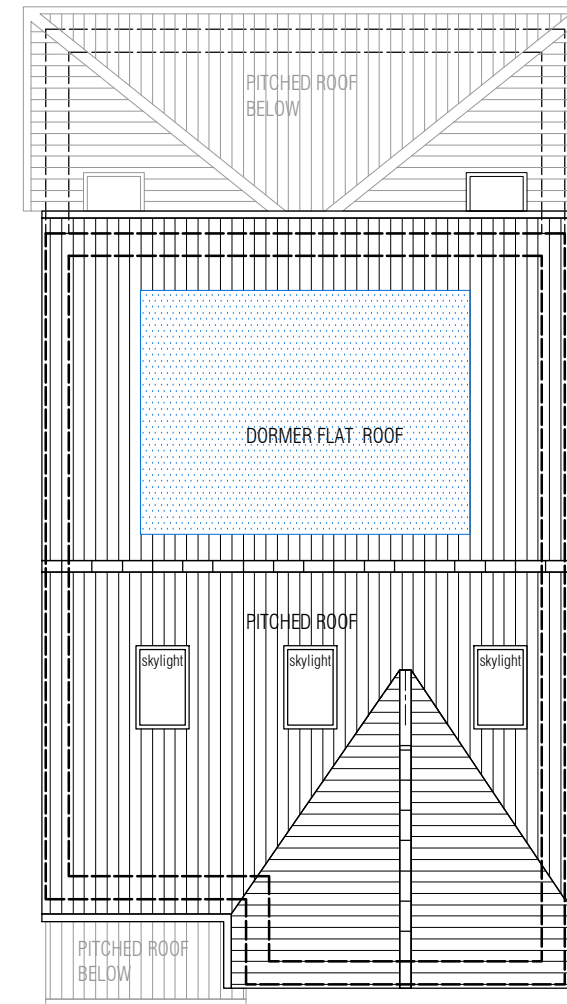 PITCHED ROOF
BELOW
DORMER FLAT ROOF
PITCHED ROOF
skylight
skylight
skylight
PITCHED ROOF
BELOW